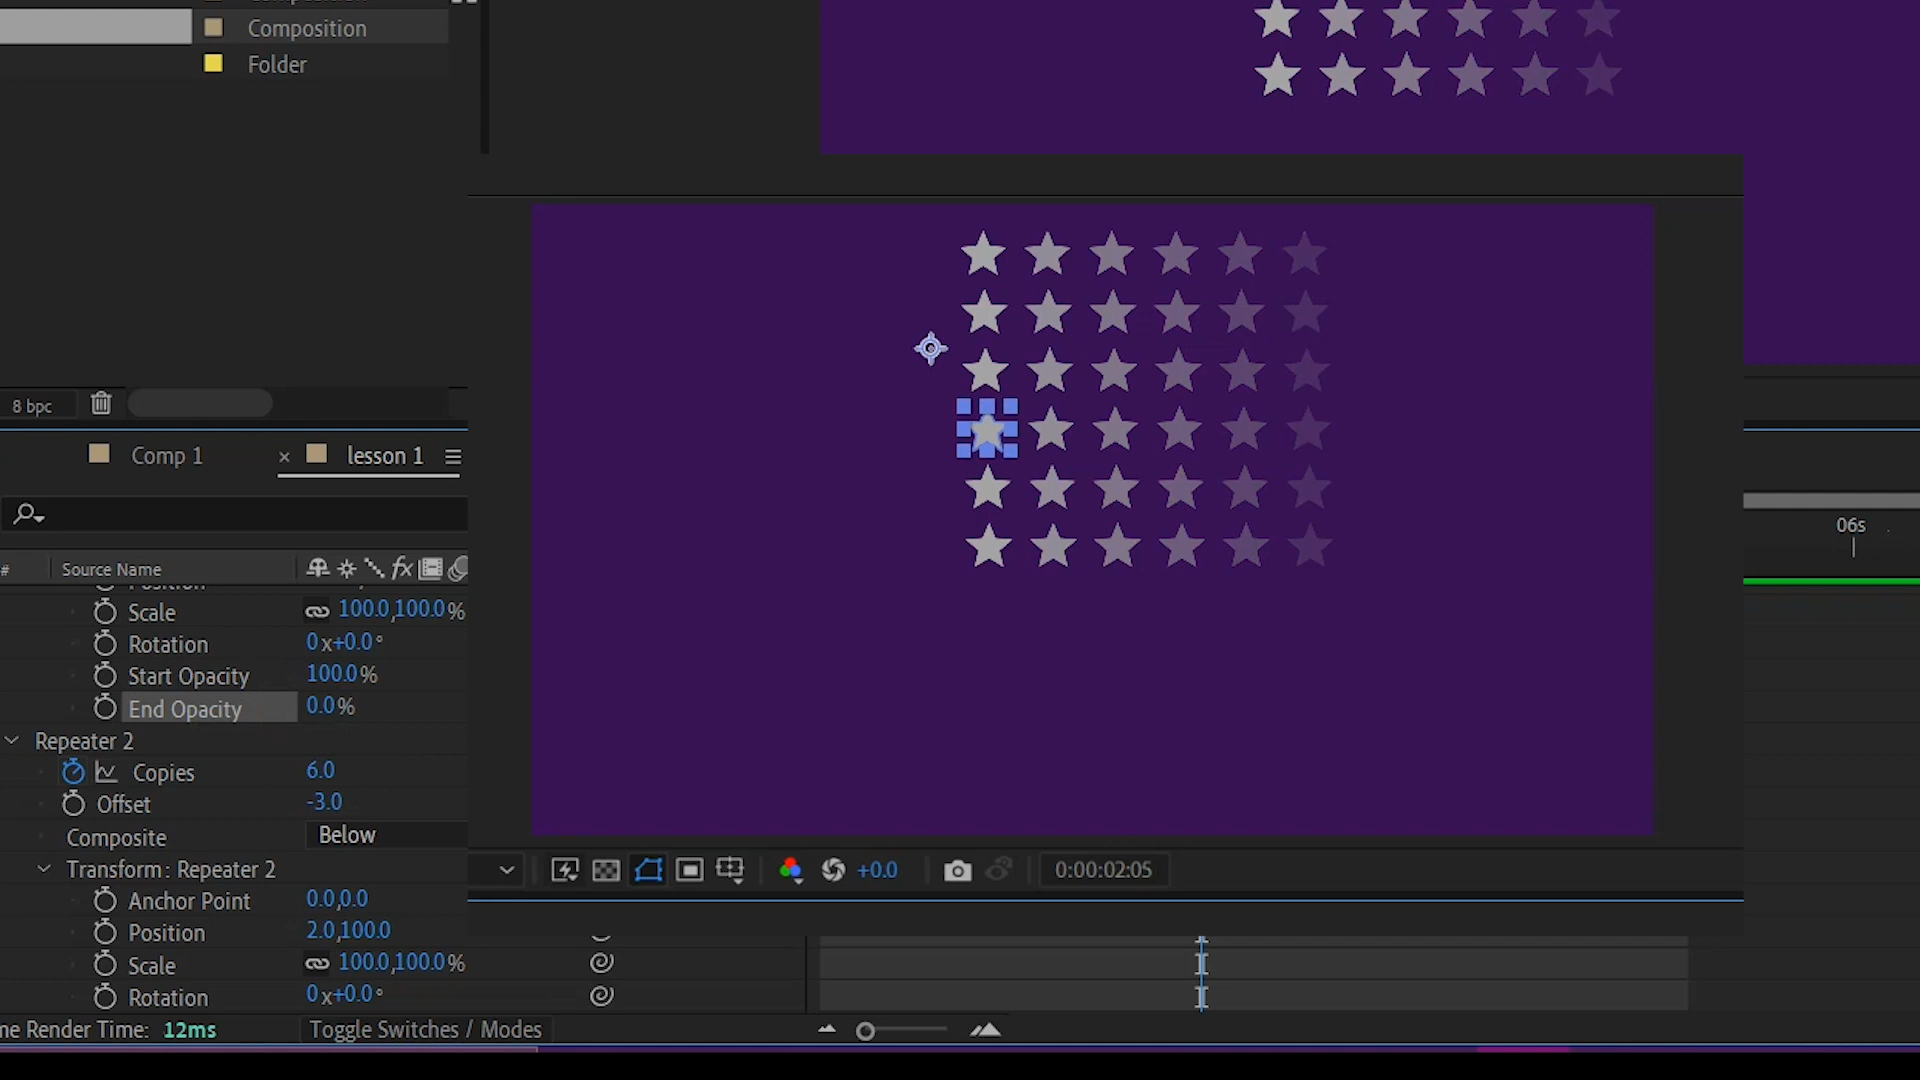 Composition
Folder
8 bpc
Comp 1
× lesson 1
06s
# Source Name fx
Scale 100.0,100.0%
Rotation 0x+0.0°
Start Opacity 100.0%
End Opacity 0.0%
Repeater 2
Copies 6.0
Offset -3.0
Composite Below
Transform: Repeater 2
+0.0 0:00:02:05
Anchor Point 0.0,0.0
Position 2.0,100.0
Scale 100.0,100.0%
Rotation 0x+0.0°
me Render Time: 12ms Toggle Switches / Modes